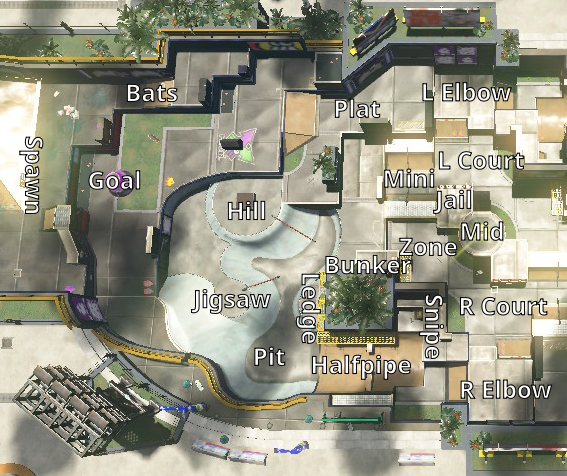 Bats
L Elbow
Plat
Spawn
L Court
Goal
Mini
Jail
Hill
Mid
Zone
Bunker
Jigsaw
Ledge
Snipe
R Court
Pit
Halfpipe
R Elbow